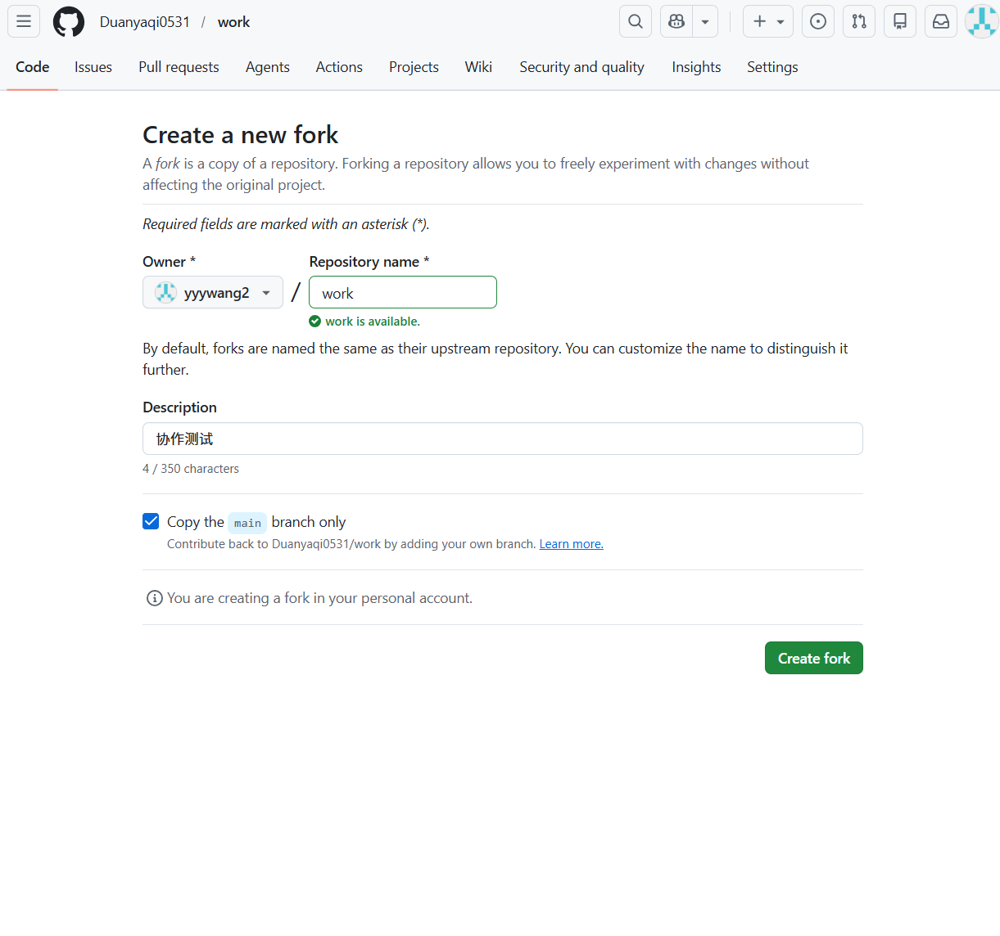 Duanyaqi0531 / work
Code Issues Pull requests Agents Actions Projects Wiki Security and quality Insights Settings
Create a new fork
A fork is a copy of a repository. Forking a repository allows you to freely experiment with changes without
affecting the original project.
Required fields are marked with an asterisk (*).
Owner * Repository name *
yyywang2 / work
work is available.
By default, forks are named the same as their upstream repository. You can customize the name to distinguish it
further.
Description
协作测试
4 / 350 characters
Copy the main branch only
Contribute back to Duanyaqi0531/work by adding your own branch. Learn more.
You are creating a fork in your personal account.
Create fork